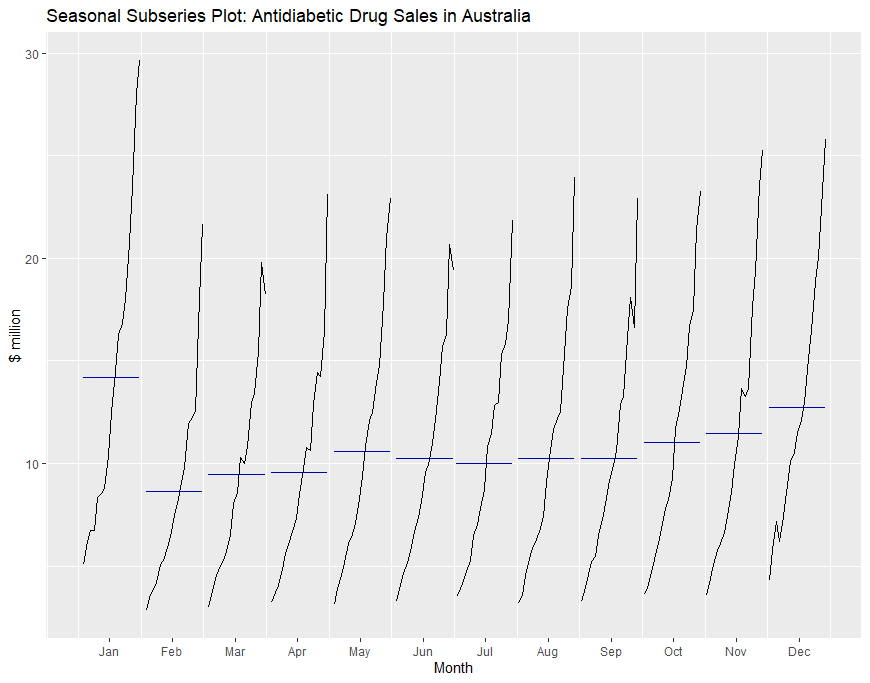 Seasonal Subseries Plot: Antidiabetic Drug Sales in Australia
30
20
10
$ million
Jan Feb Mar Apr May Jun Jul Aug Sep Oct Nov Dec
Month